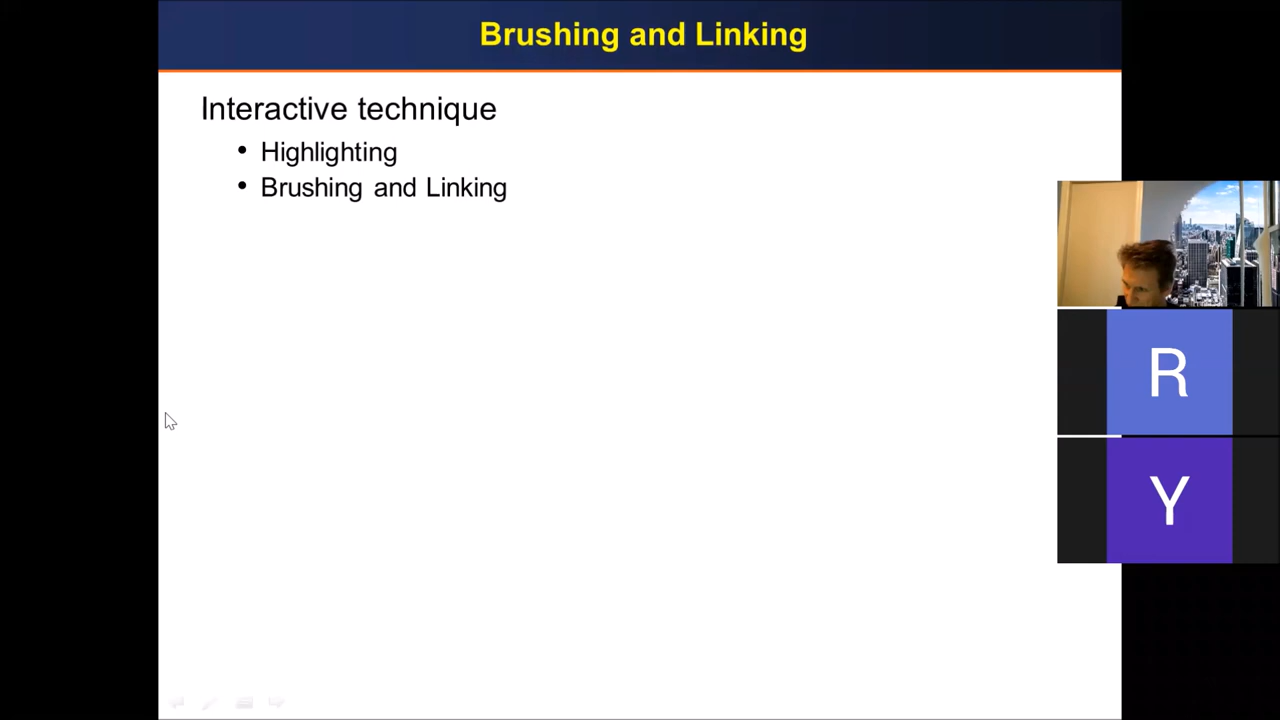 Brushing and Linking
Interactive technique
• Highlighting
• Brushing and Linking
R
Y